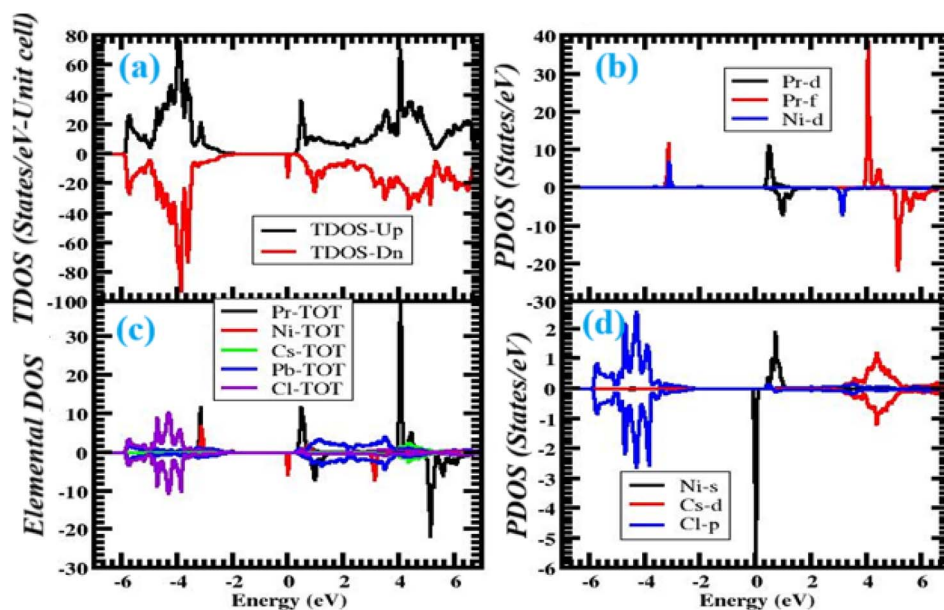 TDOS (States/eV-Unit cell)
80
60
40
20
0
-20
-40
-60
-80
-100
(a)
TDOS-Up
TDOS-Dn
PDOS (States/eV)
40
30
20
10
0
-10
-20
-30
(b)
Pr-d
Pr-f
Ni-d
Elemental DOS
30
20
10
0
-10
-20
-30
(c)
Pr-TOT
Ni-TOT
Cs-TOT
Pb-TOT
Cl-TOT
-6 -4 -2 0 2 4 6
Energy (eV)
PDOS (States/eV)
2
1
0
-1
-2
-3
-4
-5
-6
(d)
Ni-s
Cs-d
Cl-p
-6 -4 -2 0 2 4 6
Energy (eV)